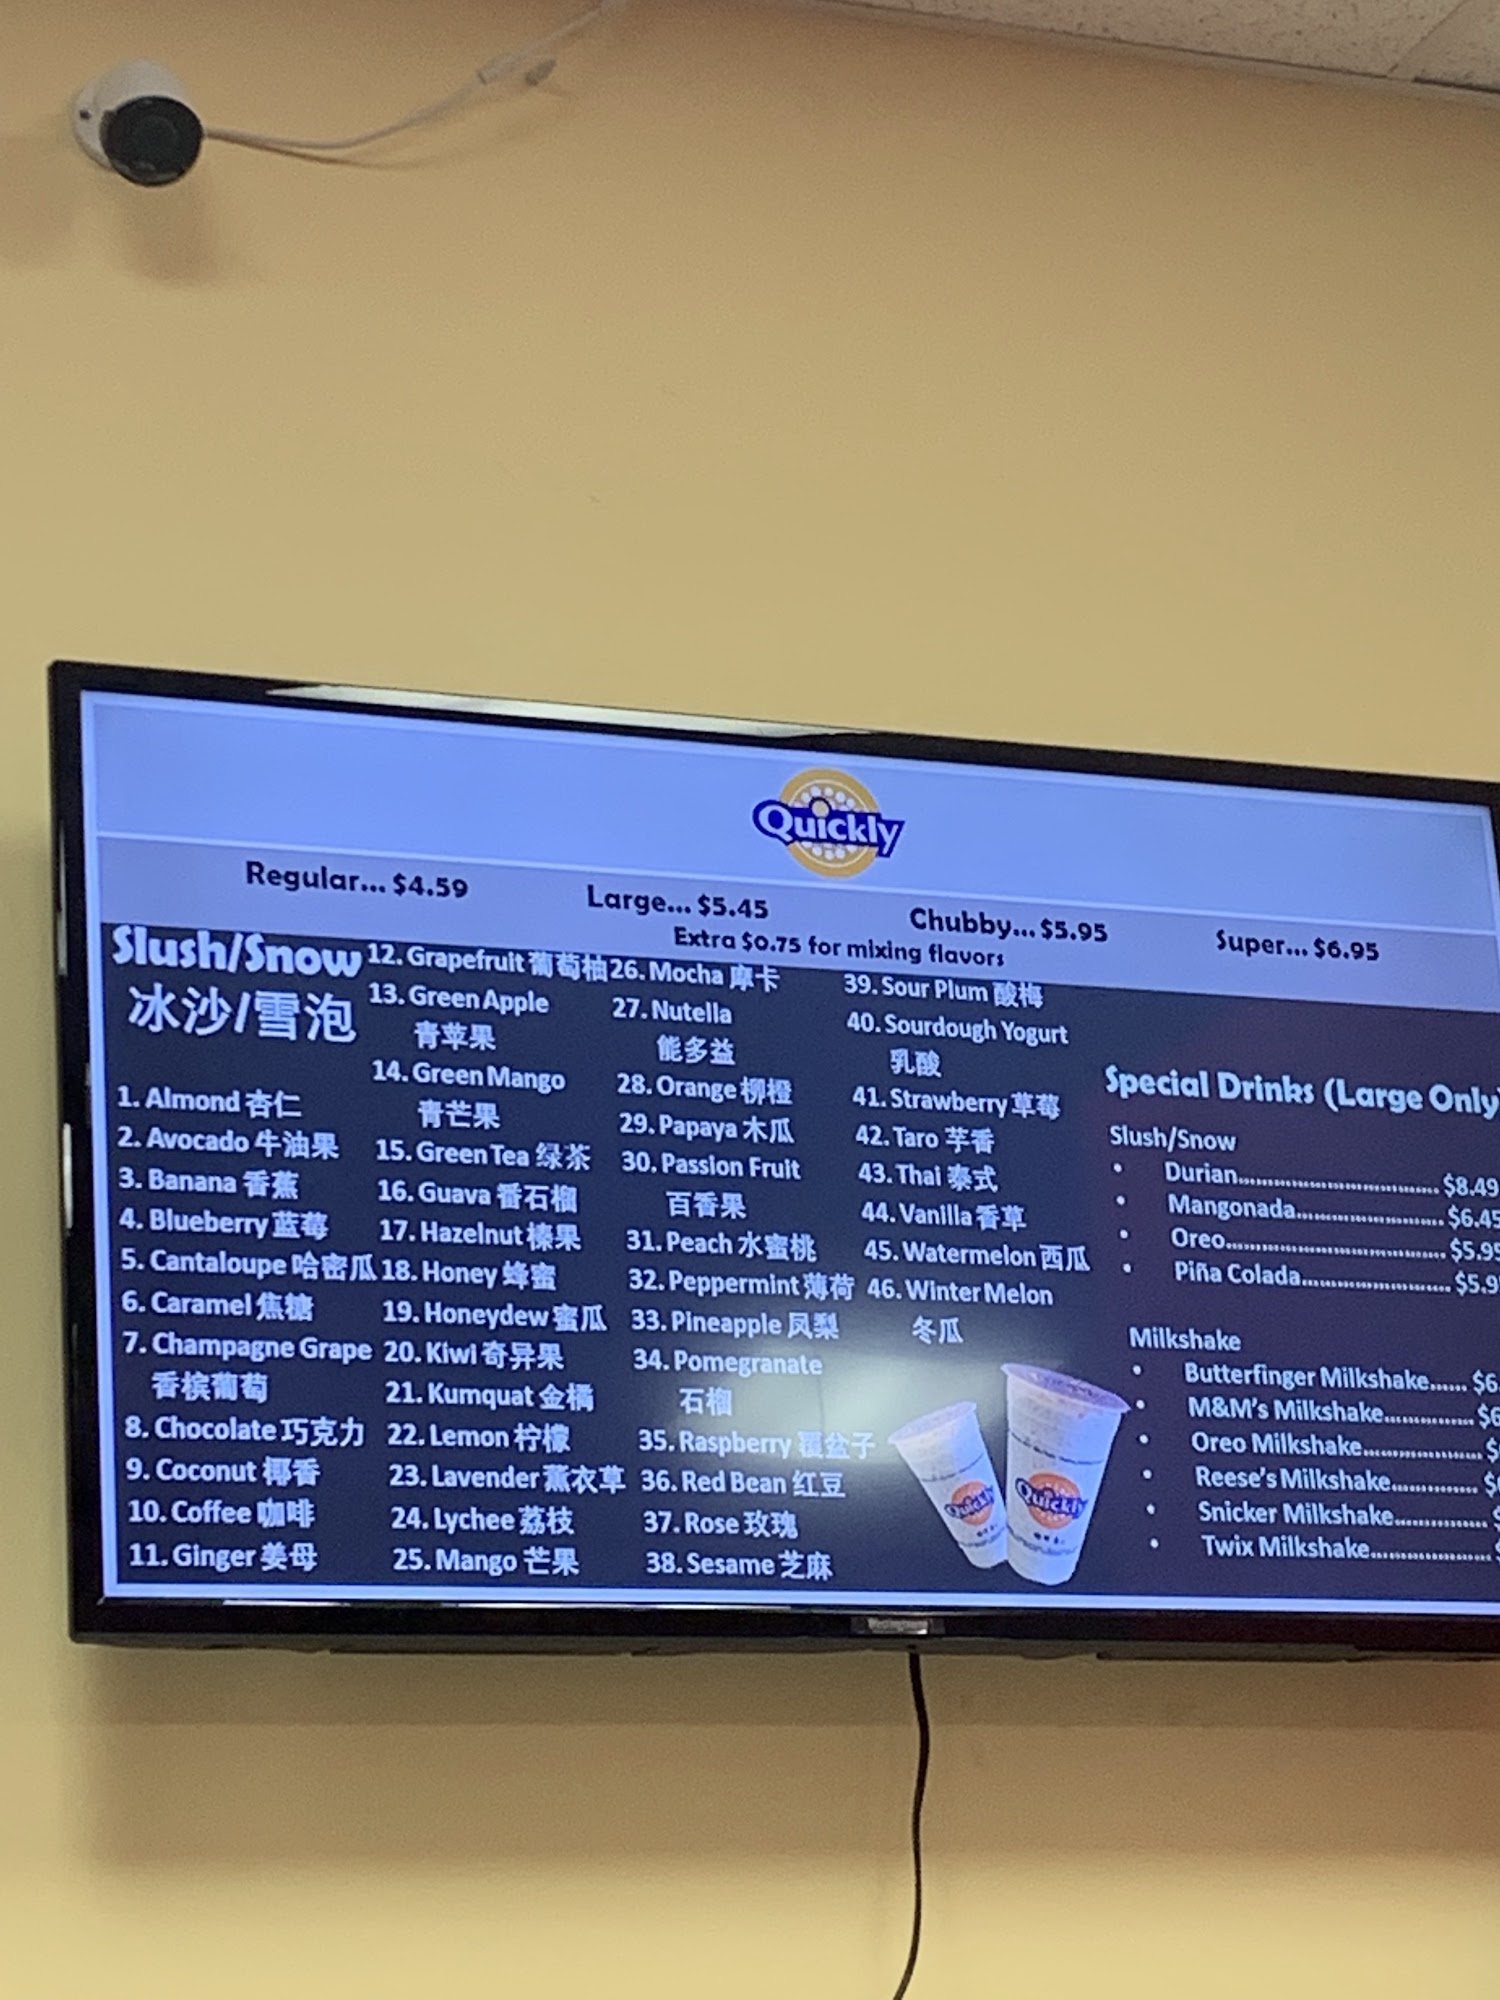 Quickly
Regular... $4.59
Large... $5.45
Chubby... $5.95
Super... $6.95
Extra $0.75 for mixing flavors
Slush/Snow
冰沙/雪泡
1. Almond 杏仁
2. Avocado 牛油果
3. Banana 香蕉
4. Blueberry 蓝莓
5. Cantaloupe 哈密瓜
6. Caramel 焦糖
7. Champagne Grape
香槟葡萄
8. Chocolate 巧克力
9. Coconut 椰香
10. Coffee 咖啡
11. Ginger 姜母
12. Grapefruit 葡萄柚
13. Green Apple
青苹果
14. Green Mango
青芒果
15. Green Tea 绿茶
16. Guava 番石榴
17. Hazelnut 榛果
18. Honey 蜂蜜
19. Honeydew 蜜瓜
20. Kiwi 奇异果
21. Kumquat 金橘
22. Lemon 柠檬
23. Lavender 薰衣草
24. Lychee 荔枝
25. Mango 芒果
26. Mocha 摩卡
27. Nutella
能多益
28. Orange 柳橙
29. Papaya 木瓜
30. Passion Fruit
百香果
31. Peach 水蜜桃
32. Peppermint 薄荷
33. Pineapple 凤梨
34. Pomegranate
石榴
35. Raspberry 覆盆子
36. Red Bean 红豆
37. Rose 玫瑰
38. Sesame 芝麻
39. Sour Plum 酸梅
40. Sourdough Yogurt
乳酸
41. Strawberry 草莓
42. Taro 芋香
43. Thai 泰式
44. Vanilla 香草
45. Watermelon 西瓜
46. Winter Melon
冬瓜
Special Drinks (Large Only
Slush/Snow
• Durian........ $8.49
• Mangonada........ $6.45
• Oreo........ $5.95
• Piña Colada........ $5.9
Milkshake
• Butterfinger Milkshake...... $6
• M&M's Milkshake........ $6
• Oreo Milkshake........ $
• Reese's Milkshake........ $
• Snicker Milkshake........ $
• Twix Milkshake........
Quickly
Quickly